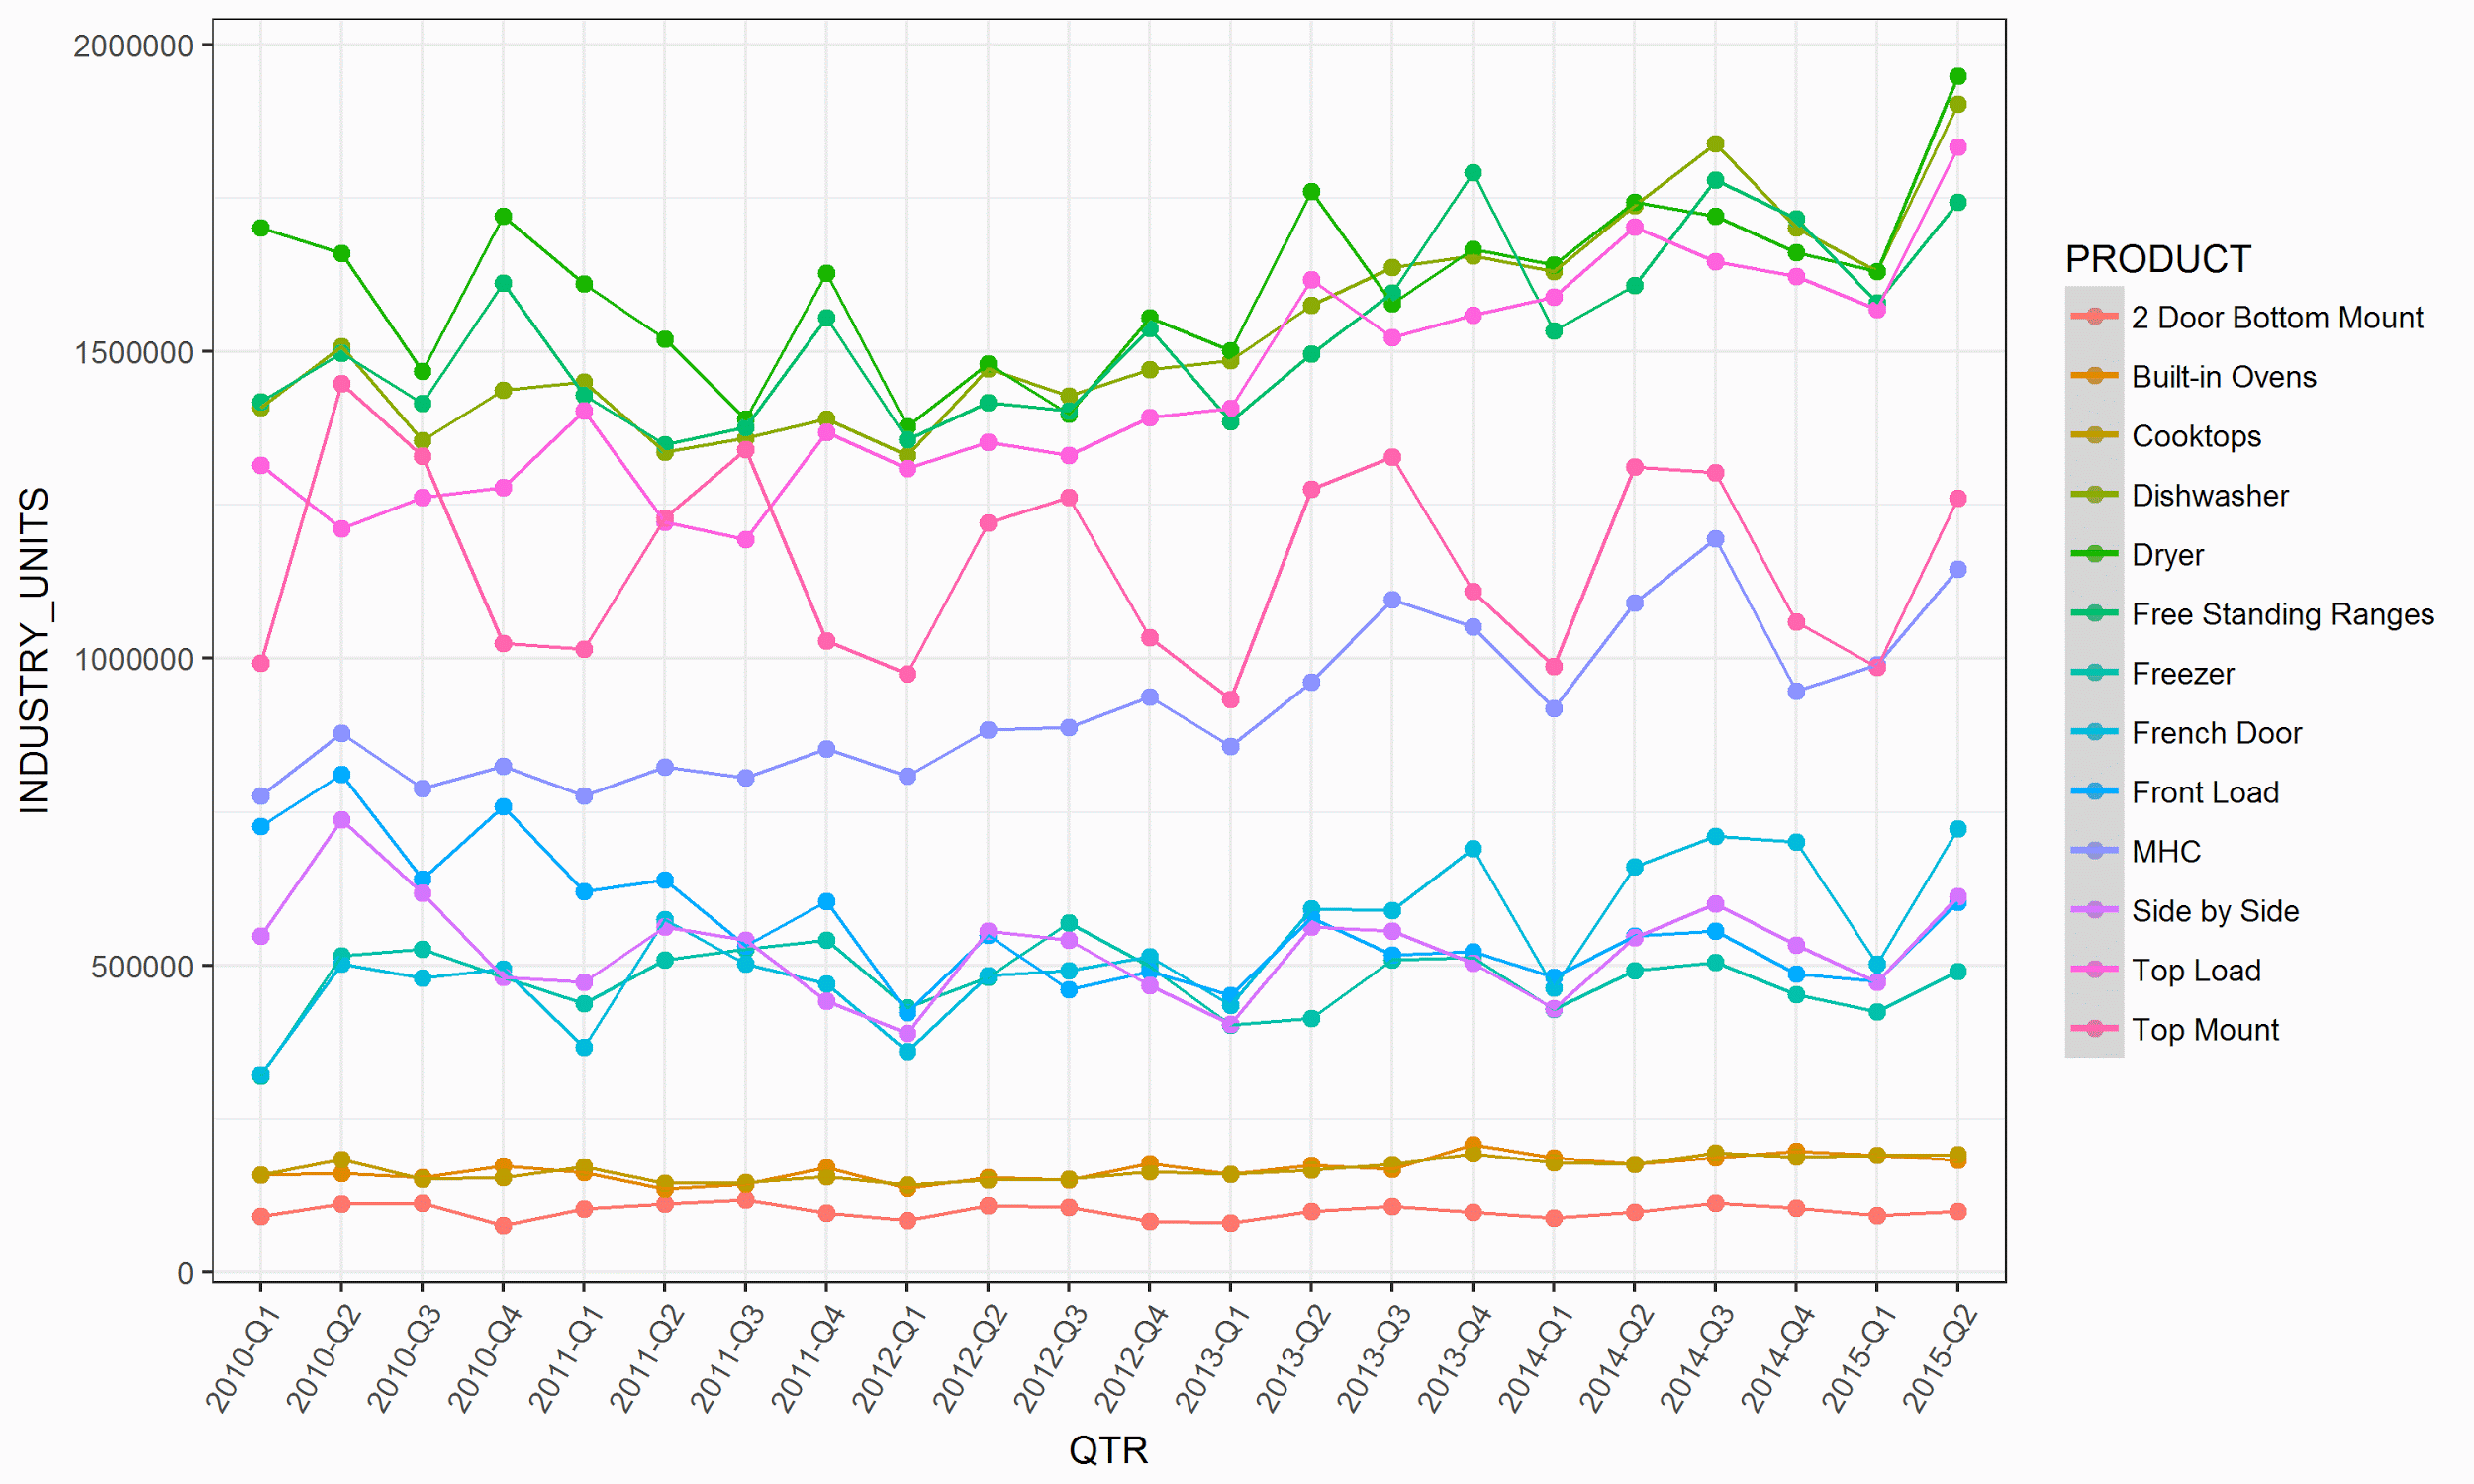 2000000
1500000
1000000
500000
0
INDUSTRY_UNITS
2010-Q1
2010-Q2
2010-Q3
2010-Q4
2011-Q1
2011-Q2
2011-Q3
2011-Q4
2012-Q1
2012-Q2
2012-Q3
2012-Q4
2013-Q1
2013-Q2
2013-Q3
2013-Q4
2014-Q1
2014-Q2
2014-Q3
2014-Q4
2015-Q1
2015-Q2
QTR
PRODUCT
2 Door Bottom Mount
Built-in Ovens
Cooktops
Dishwasher
Dryer
Free Standing Ranges
Freezer
French Door
Front Load
MHC
Side by Side
Top Load
Top Mount